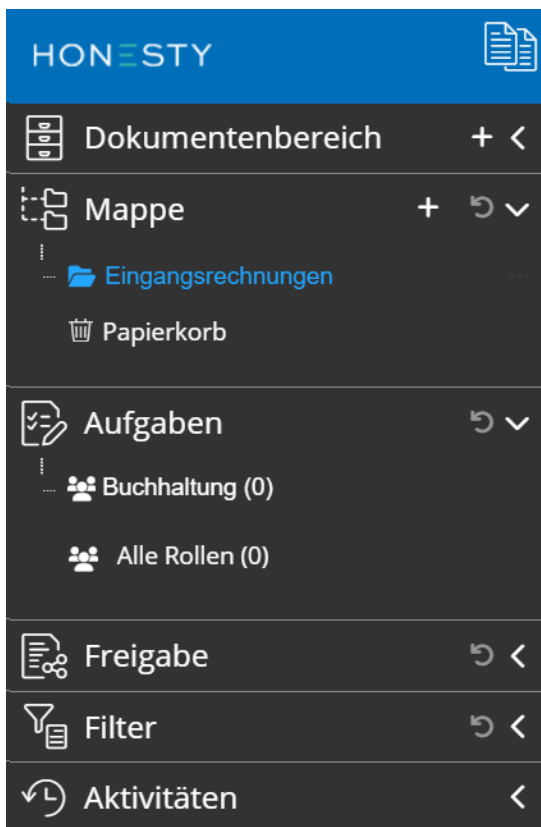 HONESTY
Dokumentenbereich
Mappe
Eingangsrechnungen
Papierkorb
Aufgaben
Buchhaltung (0)
Alle Rollen (0)
Freigabe
Filter
Aktivitäten